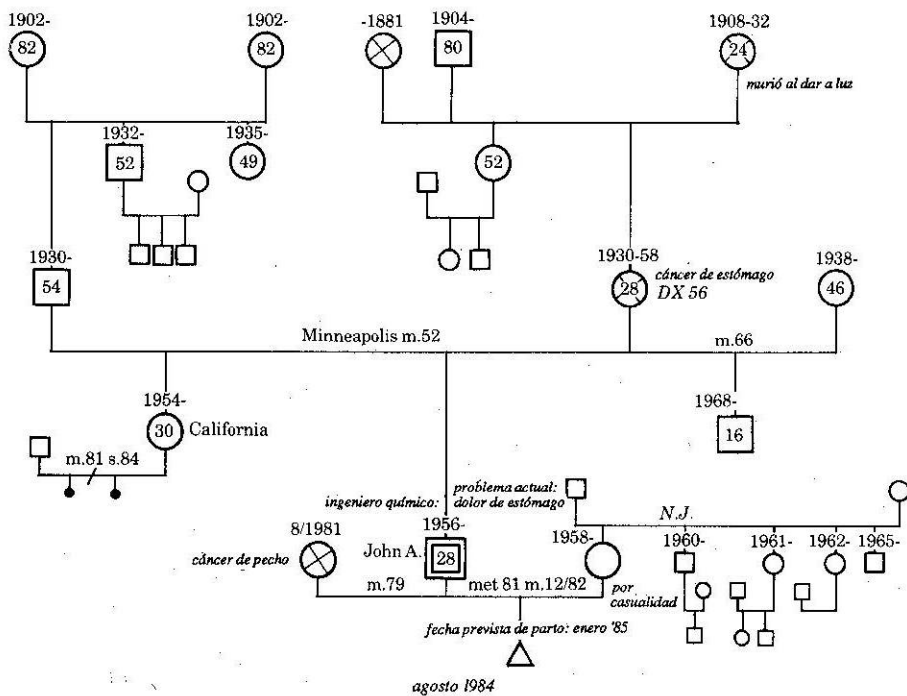 1902-
1902-
-1881
1904-
1908-32
82
82
80
24
murió al dar a luz
1932-
1935-
52
49
52
1930-
1930-58
1938-
54
28
cáncer de estómago
DX 56
46
Minneapolis m.52
m.66
1954-
1968-
30
California
16
m.81 s.84
ingeniero químico:
problema actual:
dolor de estómago
N.J.
8/1981
1956-
1958-
1960-
1961-
1962-
1965-
cáncer de pecho
John A.
28
m.79
met 81 m.12/82
por
casualidad
fecha prevista de parto: enero '85
agosto 1984